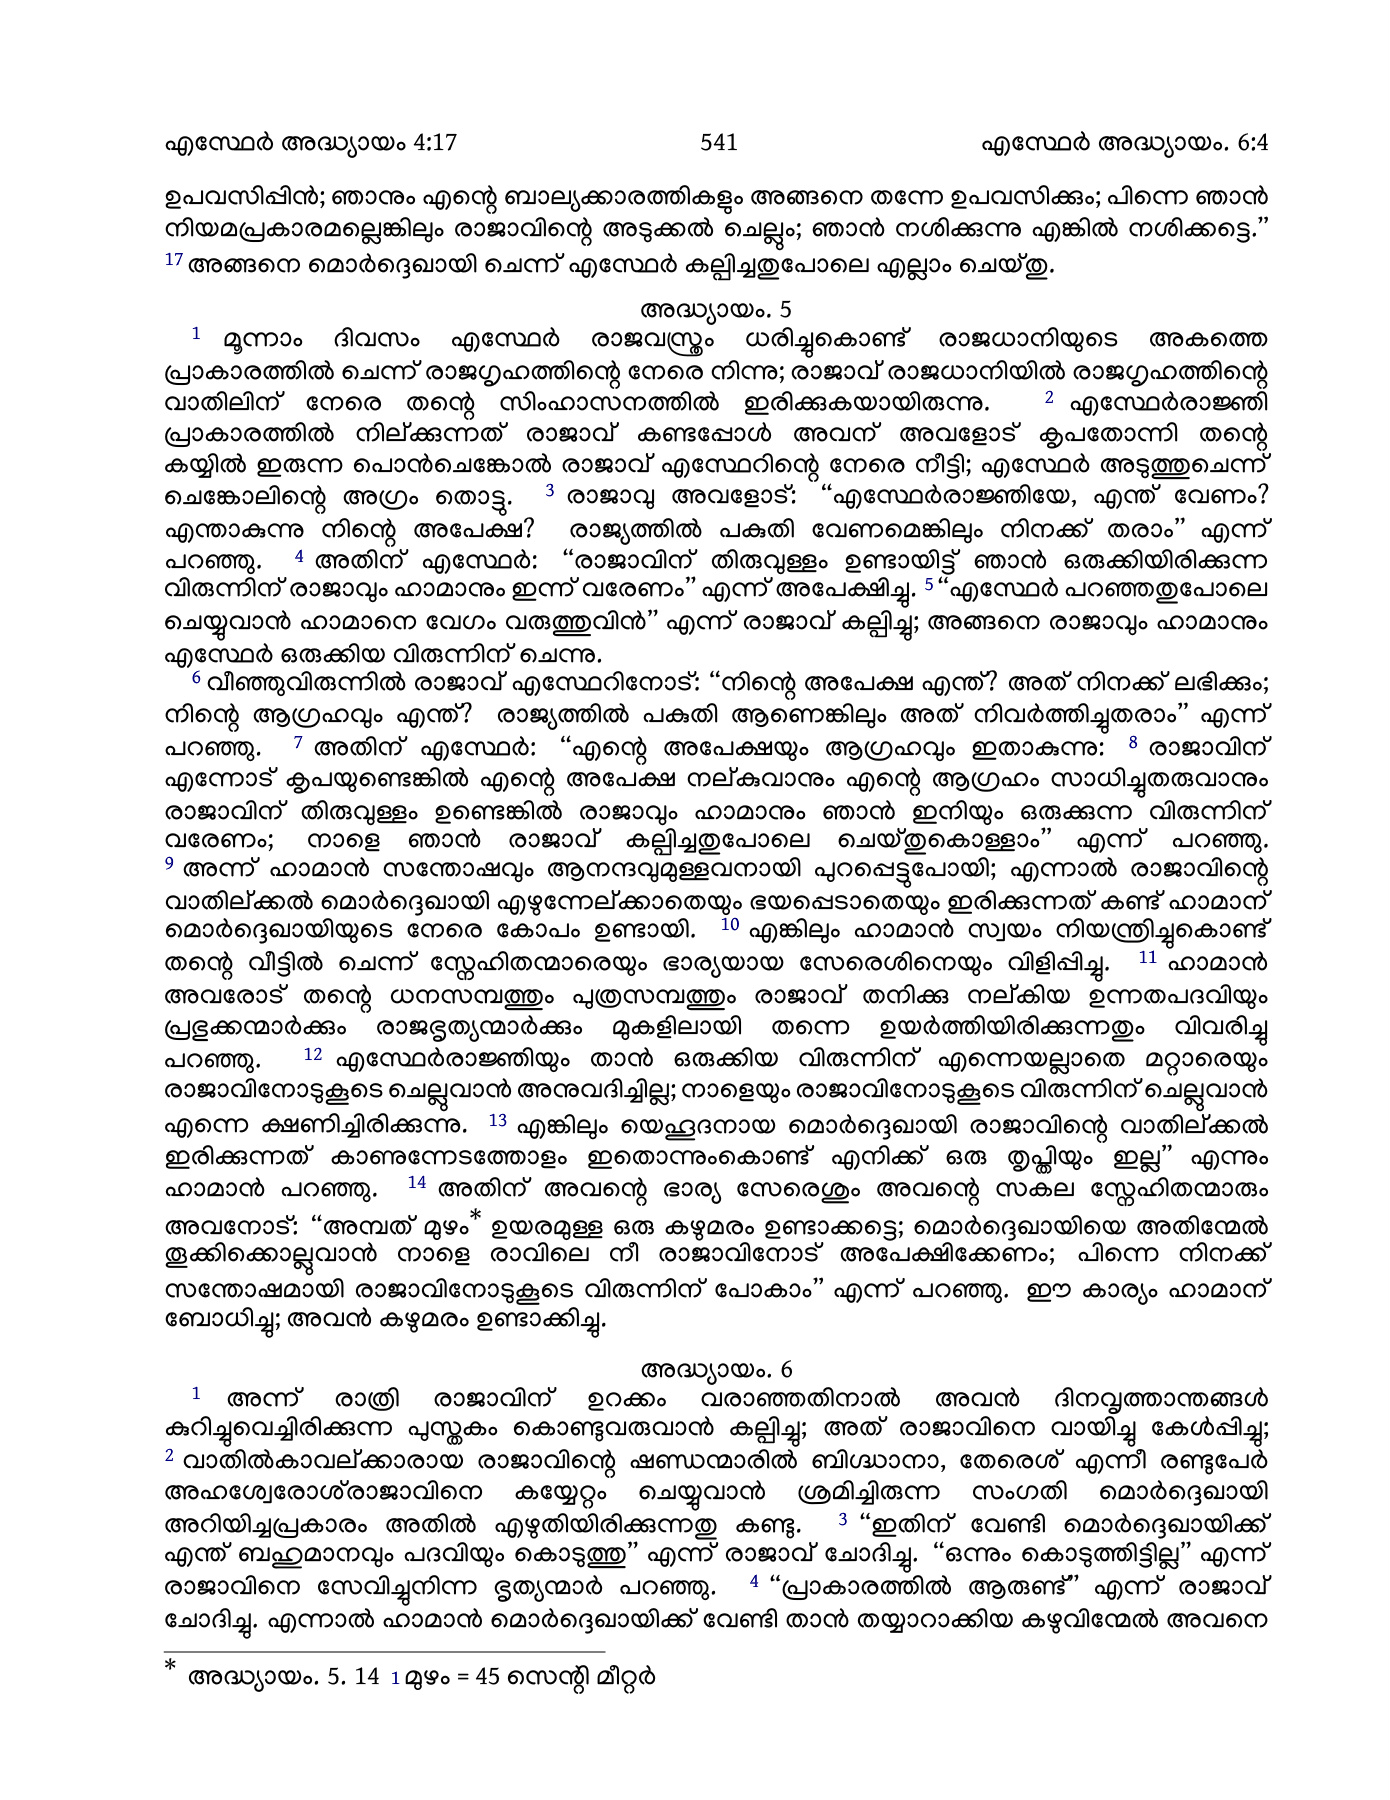 എസ്ഥേർ അദ്ധ്യായം 4:17 541 എസ്ഥേർ അദ്ധ്യായം. 6:4
ഉപവസിപ്പിൻ; ഞാനും എന്റെ ബാല്യക്കാരത്തികളും അങ്ങനെ തന്നേ ഉപവസിക്കും; പിന്നെ ഞാൻ
നിയമപ്രകാരമല്ലെങ്കിലും രാജാവിന്റെ അടുക്കൽ ചെല്ലും; ഞാൻ നശിക്കുന്നു എങ്കിൽ നശിക്കട്ടെ.”
17 അങ്ങനെ മൊർദ്ദെഖായി ചെന്ന് എസ്ഥേർ കല്പിച്ചതുപോലെ എല്ലാം ചെയ്തു.
അദ്ധ്യായം. 5
1 മൂന്നാം ദിവസം എസ്ഥേർ രാജവസ്ത്രം ധരിച്ചുകൊണ്ട് രാജധാനിയുടെ അകത്തെ
പ്രാകാരത്തിൽ ചെന്ന് രാജഗൃഹത്തിന്റെ നേരെ നിന്നു; രാജാവ് രാജധാനിയിൽ രാജഗൃഹത്തിന്റെ
വാതിലിന് നേരെ തന്റെ സിംഹാസനത്തിൽ ഇരിക്കുകയായിരുന്നു. 2 എസ്ഥേർരാജ്ഞി
പ്രാകാരത്തിൽ നില്ക്കുന്നത് രാജാവ് കണ്ടപ്പോൾ അവന് അവളോട് കൃപതോന്നി തന്റെ
കയ്യിൽ ഇരുന്ന പൊൻചെങ്കോൽ രാജാവ് എസ്ഥേറിന്റെ നേരെ നീട്ടി; എസ്ഥേർ അടുത്തുചെന്ന്
ചെങ്കോലിന്റെ അഗ്രം തൊട്ടു. 3 രാജാവു അവളോട്: “എസ്ഥേർരാജ്ഞിയേ, എന്ത് വേണം?
എന്താകുന്നു നിന്റെ അപേക്ഷ? രാജ്യത്തിൽ പകുതി വേണമെങ്കിലും നിനക്ക് തരാം” എന്ന്
പറഞ്ഞു. 4 അതിന് എസ്ഥേർ: “രാജാവിന് തിരുവുള്ളം ഉണ്ടായിട്ട് ഞാൻ ഒരുക്കിയിരിക്കുന്ന
വിരുന്നിന് രാജാവും ഹാമാനും ഇന്ന് വരേണം” എന്ന് അപേക്ഷിച്ചു. 5 “എസ്ഥേർ പറഞ്ഞതുപോലെ
ചെയ്യുവാൻ ഹാമാനെ വേഗം വരുത്തുവിൻ” എന്ന് രാജാവ് കല്പിച്ചു; അങ്ങനെ രാജാവും ഹാമാനും
എസ്ഥേർ ഒരുക്കിയ വിരുന്നിന് ചെന്നു.
6 വീഞ്ഞുവിരുന്നിൽ രാജാവ് എസ്ഥേറിനോട്: “നിന്റെ അപേക്ഷ എന്ത്? അത് നിനക്ക് ലഭിക്കും;
നിന്റെ ആഗ്രഹവും എന്ത്? രാജ്യത്തിൽ പകുതി ആണെങ്കിലും അത് നിവർത്തിച്ചുതരാം” എന്ന്
പറഞ്ഞു. 7 അതിന് എസ്ഥേർ: “എന്റെ അപേക്ഷയും ആഗ്രഹവും ഇതാകുന്നു: 8 രാജാവിന്
എന്നോട് കൃപയുണ്ടെങ്കിൽ എന്റെ അപേക്ഷ നല്കുവാനും എന്റെ ആഗ്രഹം സാധിച്ചുതരുവാനും
രാജാവിന് തിരുവുള്ളം ഉണ്ടെങ്കിൽ രാജാവും ഹാമാനും ഞാൻ ഇനിയും ഒരുക്കുന്ന വിരുന്നിന്
വരേണം; നാളെ ഞാൻ രാജാവ് കല്പിച്ചതുപോലെ ചെയ്തുകൊള്ളാം” എന്ന് പറഞ്ഞു.
9 അന്ന് ഹാമാൻ സന്തോഷവും ആനന്ദവുമുള്ളവനായി പുറപ്പെട്ടുപോയി; എന്നാൽ രാജാവിന്റെ
വാതില്ക്കൽ മൊർദ്ദെഖായി എഴുന്നേല്ക്കാതെയും ഭയപ്പെടാതെയും ഇരിക്കുന്നത് കണ്ട് ഹാമാന്
മൊർദ്ദെഖായിയുടെ നേരെ കോപം ഉണ്ടായി. 10 എങ്കിലും ഹാമാൻ സ്വയം നിയന്ത്രിച്ചുകൊണ്ട്
തന്റെ വീട്ടിൽ ചെന്ന് സ്നേഹിതന്മാരെയും ഭാര്യയായ സേരെശിനെയും വിളിപ്പിച്ചു. 11 ഹാമാൻ
അവരോട് തന്റെ ധനസമ്പത്തും പുത്രസമ്പത്തും രാജാവ് തനിക്കു നല്കിയ ഉന്നതപദവിയും
പ്രഭുക്കന്മാർക്കും രാജഭൃത്യന്മാർക്കും മുകളിലായി തന്നെ ഉയർത്തിയിരിക്കുന്നതും വിവരിച്ചു
പറഞ്ഞു. 12 എസ്ഥേർരാജ്ഞിയും താൻ ഒരുക്കിയ വിരുന്നിന് എന്നെയല്ലാതെ മറ്റാരെയും
രാജാവിനോടുകൂടെ ചെല്ലുവാൻ അനുവദിച്ചില്ല; നാളെയും രാജാവിനോടുകൂടെ വിരുന്നിന് ചെല്ലുവാൻ
എന്നെ ക്ഷണിച്ചിരിക്കുന്നു. 13 എങ്കിലും യെഹൂദനായ മൊർദ്ദെഖായി രാജാവിന്റെ വാതില്ക്കൽ
ഇരിക്കുന്നത് കാണുന്നേടത്തോളം ഇതൊന്നുംകൊണ്ട് എനിക്ക് ഒരു തൃപ്തിയും ഇല്ല” എന്നും
ഹാമാൻ പറഞ്ഞു. 14 അതിന് അവന്റെ ഭാര്യ സേരെശും അവന്റെ സകല സ്നേഹിതന്മാരും
അവനോട്: “അമ്പത് മുഴം* ഉയരമുള്ള ഒരു കഴുമരം ഉണ്ടാക്കട്ടെ; മൊർദ്ദെഖായിയെ അതിന്മേൽ
തൂക്കിക്കൊല്ലുവാൻ നാളെ രാവിലെ നീ രാജാവിനോട് അപേക്ഷിക്കേണം; പിന്നെ നിനക്ക്
സന്തോഷമായി രാജാവിനോടുകൂടെ വിരുന്നിന് പോകാം” എന്ന് പറഞ്ഞു. ഈ കാര്യം ഹാമാന്
ബോധിച്ചു; അവൻ കഴുമരം ഉണ്ടാക്കിച്ചു.
അദ്ധ്യായം. 6
1 അന്ന് രാത്രി രാജാവിന് ഉറക്കം വരാഞ്ഞതിനാൽ അവൻ ദിനവൃത്താന്തങ്ങൾ
കുറിച്ചുവെച്ചിരിക്കുന്ന പുസ്തകം കൊണ്ടുവരുവാൻ കല്പിച്ചു; അത് രാജാവിനെ വായിച്ചു കേൾപ്പിച്ചു;
2 വാതിൽകാവല്ക്കാരായ രാജാവിന്റെ ഷണ്ഡന്മാരിൽ ബിഗ്ദ്ധാനാ, തേരെശ് എന്നീ രണ്ടുപേർ
അഹശ്വേരോശ്‌രാജാവിനെ കയ്യേറ്റം ചെയ്യുവാൻ ശ്രമിച്ചിരുന്ന സംഗതി മൊർദ്ദെഖായി
അറിയിച്ചപ്രകാരം അതിൽ എഴുതിയിരിക്കുന്നതു കണ്ടു. 3 “ഇതിന് വേണ്ടി മൊർദ്ദെഖായിക്ക്
എന്ത് ബഹുമാനവും പദവിയും കൊടുത്തു” എന്ന് രാജാവ് ചോദിച്ചു. “ഒന്നും കൊടുത്തിട്ടില്ല” എന്ന്
രാജാവിനെ സേവിച്ചുനിന്ന ഭൃത്യന്മാർ പറഞ്ഞു. 4 “പ്രാകാരത്തിൽ ആരുണ്ട്” എന്ന് രാജാവ്
ചോദിച്ചു. എന്നാൽ ഹാമാൻ മൊർദ്ദെഖായിക്ക് വേണ്ടി താൻ തയ്യാറാക്കിയ കഴുവിന്മേൽ അവനെ
* അദ്ധ്യായം. 5. 14 1 മുഴം = 45 സെന്റി മീറ്റർ